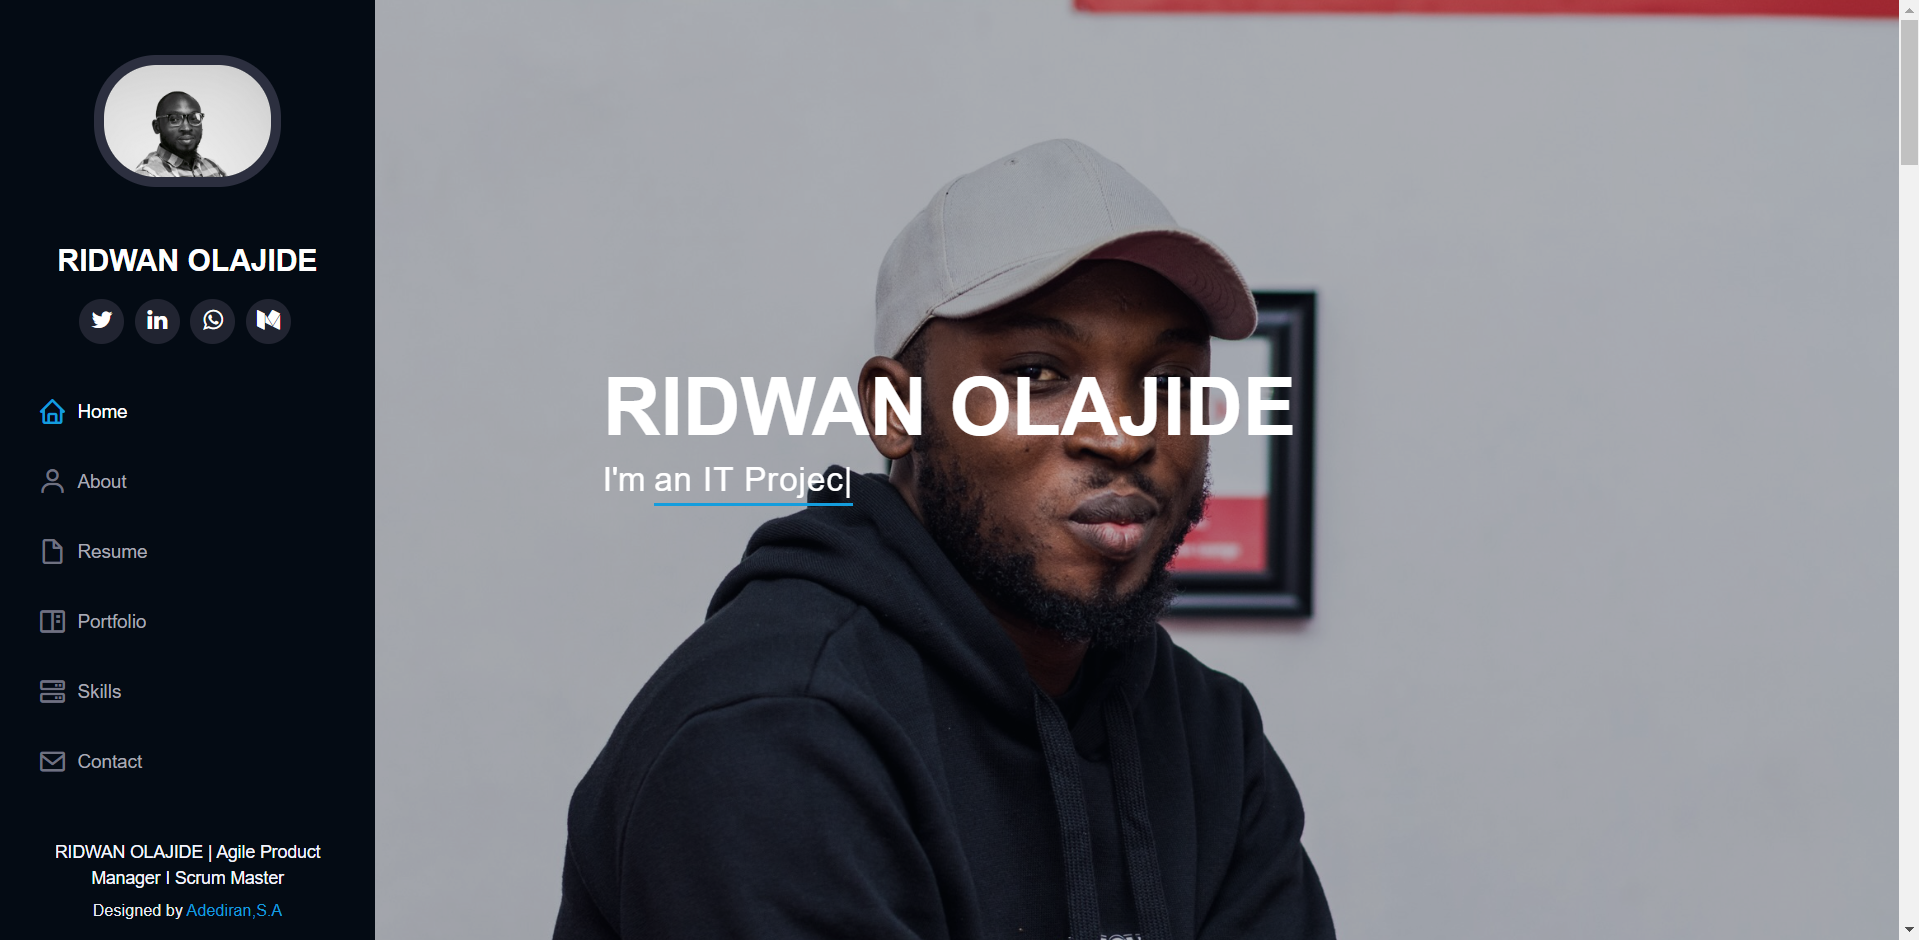 RIDWAN OLAJIDE
Home
About
Resume
Portfolio
Skills
Contact
RIDWAN OLAJIDE | Agile Product
Manager I Scrum Master
Designed by Adediran,S.A
RIDWAN OLAJIDE
I'm an IT Projec|